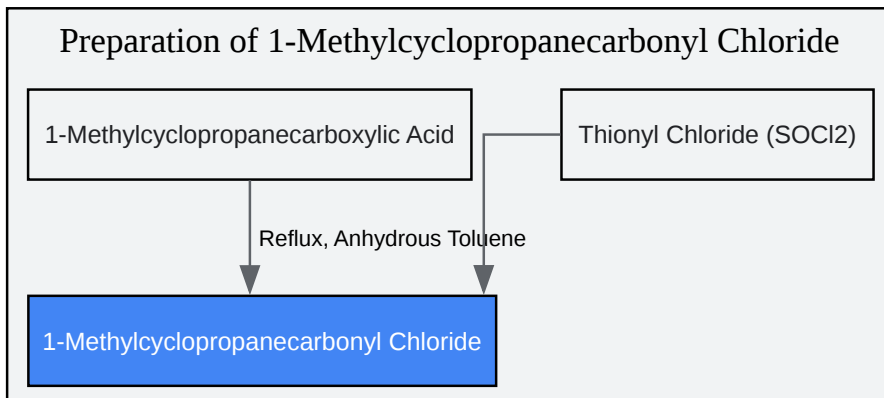 Preparation of 1-Methylcyclopropanecarbonyl Chloride
1-Methylcyclopropanecarboxylic Acid
Thionyl Chloride (SOCl2)
Reflux, Anhydrous Toluene
1-Methylcyclopropanecarbonyl Chloride